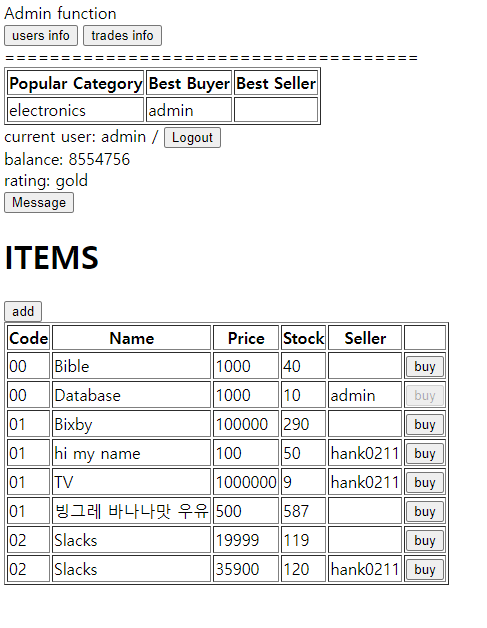 Admin function
users info trades info
=====================================
Popular Category Best Buyer Best Seller
electronics admin
current user: admin / Logout
balance: 8554756
rating: gold
Message
ITEMS
add
Code Name Price Stock Seller
00 Bible 1000 40 buy
00 Database 1000 10 admin buy
01 Bixby 100000 290 buy
01 hi my name 100 50 hank0211 buy
01 TV 1000000 9 hank0211 buy
01 빙그레 바나나맛 우유 500 587 buy
02 Slacks 19999 119 buy
02 Slacks 35900 120 hank0211 buy